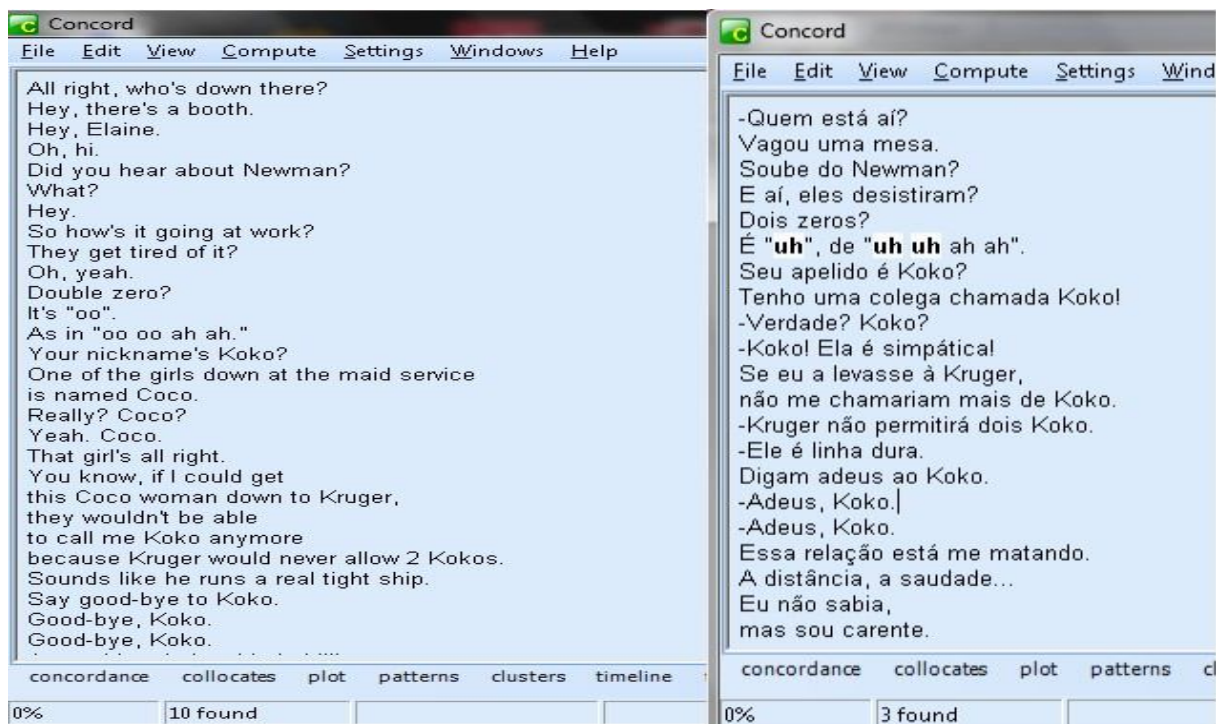 Concord
File Edit View Compute Settings Windows Help
All right, who's down there?
Hey, there's a booth.
Hey, Elaine.
Oh, hi.
Did you hear about Newman?
What?
Hey.
So how's it going at work?
They get tired of it?
Oh, yeah.
Double zero?
It's "oo".
As in "oo oo ah ah."
Your nickname's Koko?
One of the girls down at the maid service
is named Coco.
Really? Coco?
Yeah. Coco.
That girl's all right.
You know, if I could get
this Coco woman down to Kruger,
they wouldn't be able
to call me Koko anymore
because Kruger would never allow 2 Kokos.
Sounds like he runs a real tight ship.
Say good-bye to Koko.
Good-bye, Koko.
Good-bye, Koko.
concordance collocates plot patterns clusters timeline
0% 10 found
Concord
File Edit View Compute Settings Wind
-Quem está aí?
Vagou uma mesa.
Soube do Newman?
E aí, eles desistiram?
Dois zeros?
É "uh", de "uh uh ah ah".
Seu apelido é Koko?
Tenho uma colega chamada Koko!
-Verdade? Koko?
-Koko! Ela é simpática!
Se eu a levasse à Kruger,
não me chamariam mais de Koko.
-Kruger não permitirá dois Koko.
-Ele é linha dura.
Digam adeus ao Koko.
-Adeus, Koko.
-Adeus, Koko.
Essa relação está me matando.
A distância, a saudade...
Eu não sabia,
mas sou carente.
concordance collocates plot patterns cl
0% 3 found